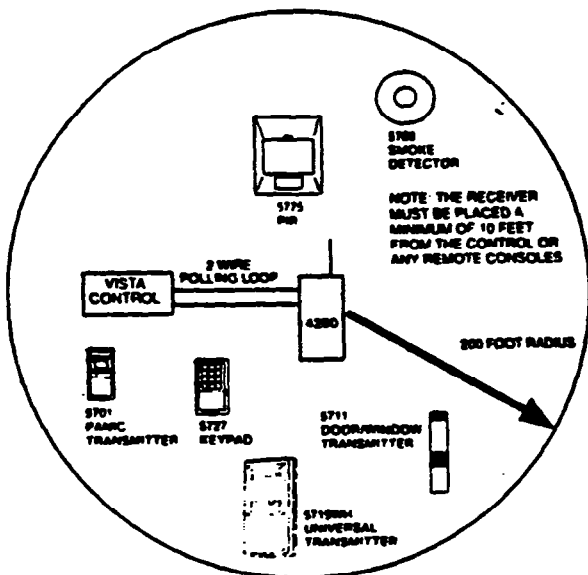 SMOKE
DETECTOR
5775
PIR
NOTE: THE RECEIVER
MUST BE PLACED A
MINIMUM OF 10 FEET
FROM THE CONTROL OR
ANY REMOTE CONSOLES
2 WIRE
POLLING LOOP
VISTA
CONTROL
200 FOOT RADIUS
5701
PANIC
TRANSMITTER
5727
KEYPAD
5711
DOOR/WINDOW
TRANSMITTER
UNIVERSAL
TRANSMITTER